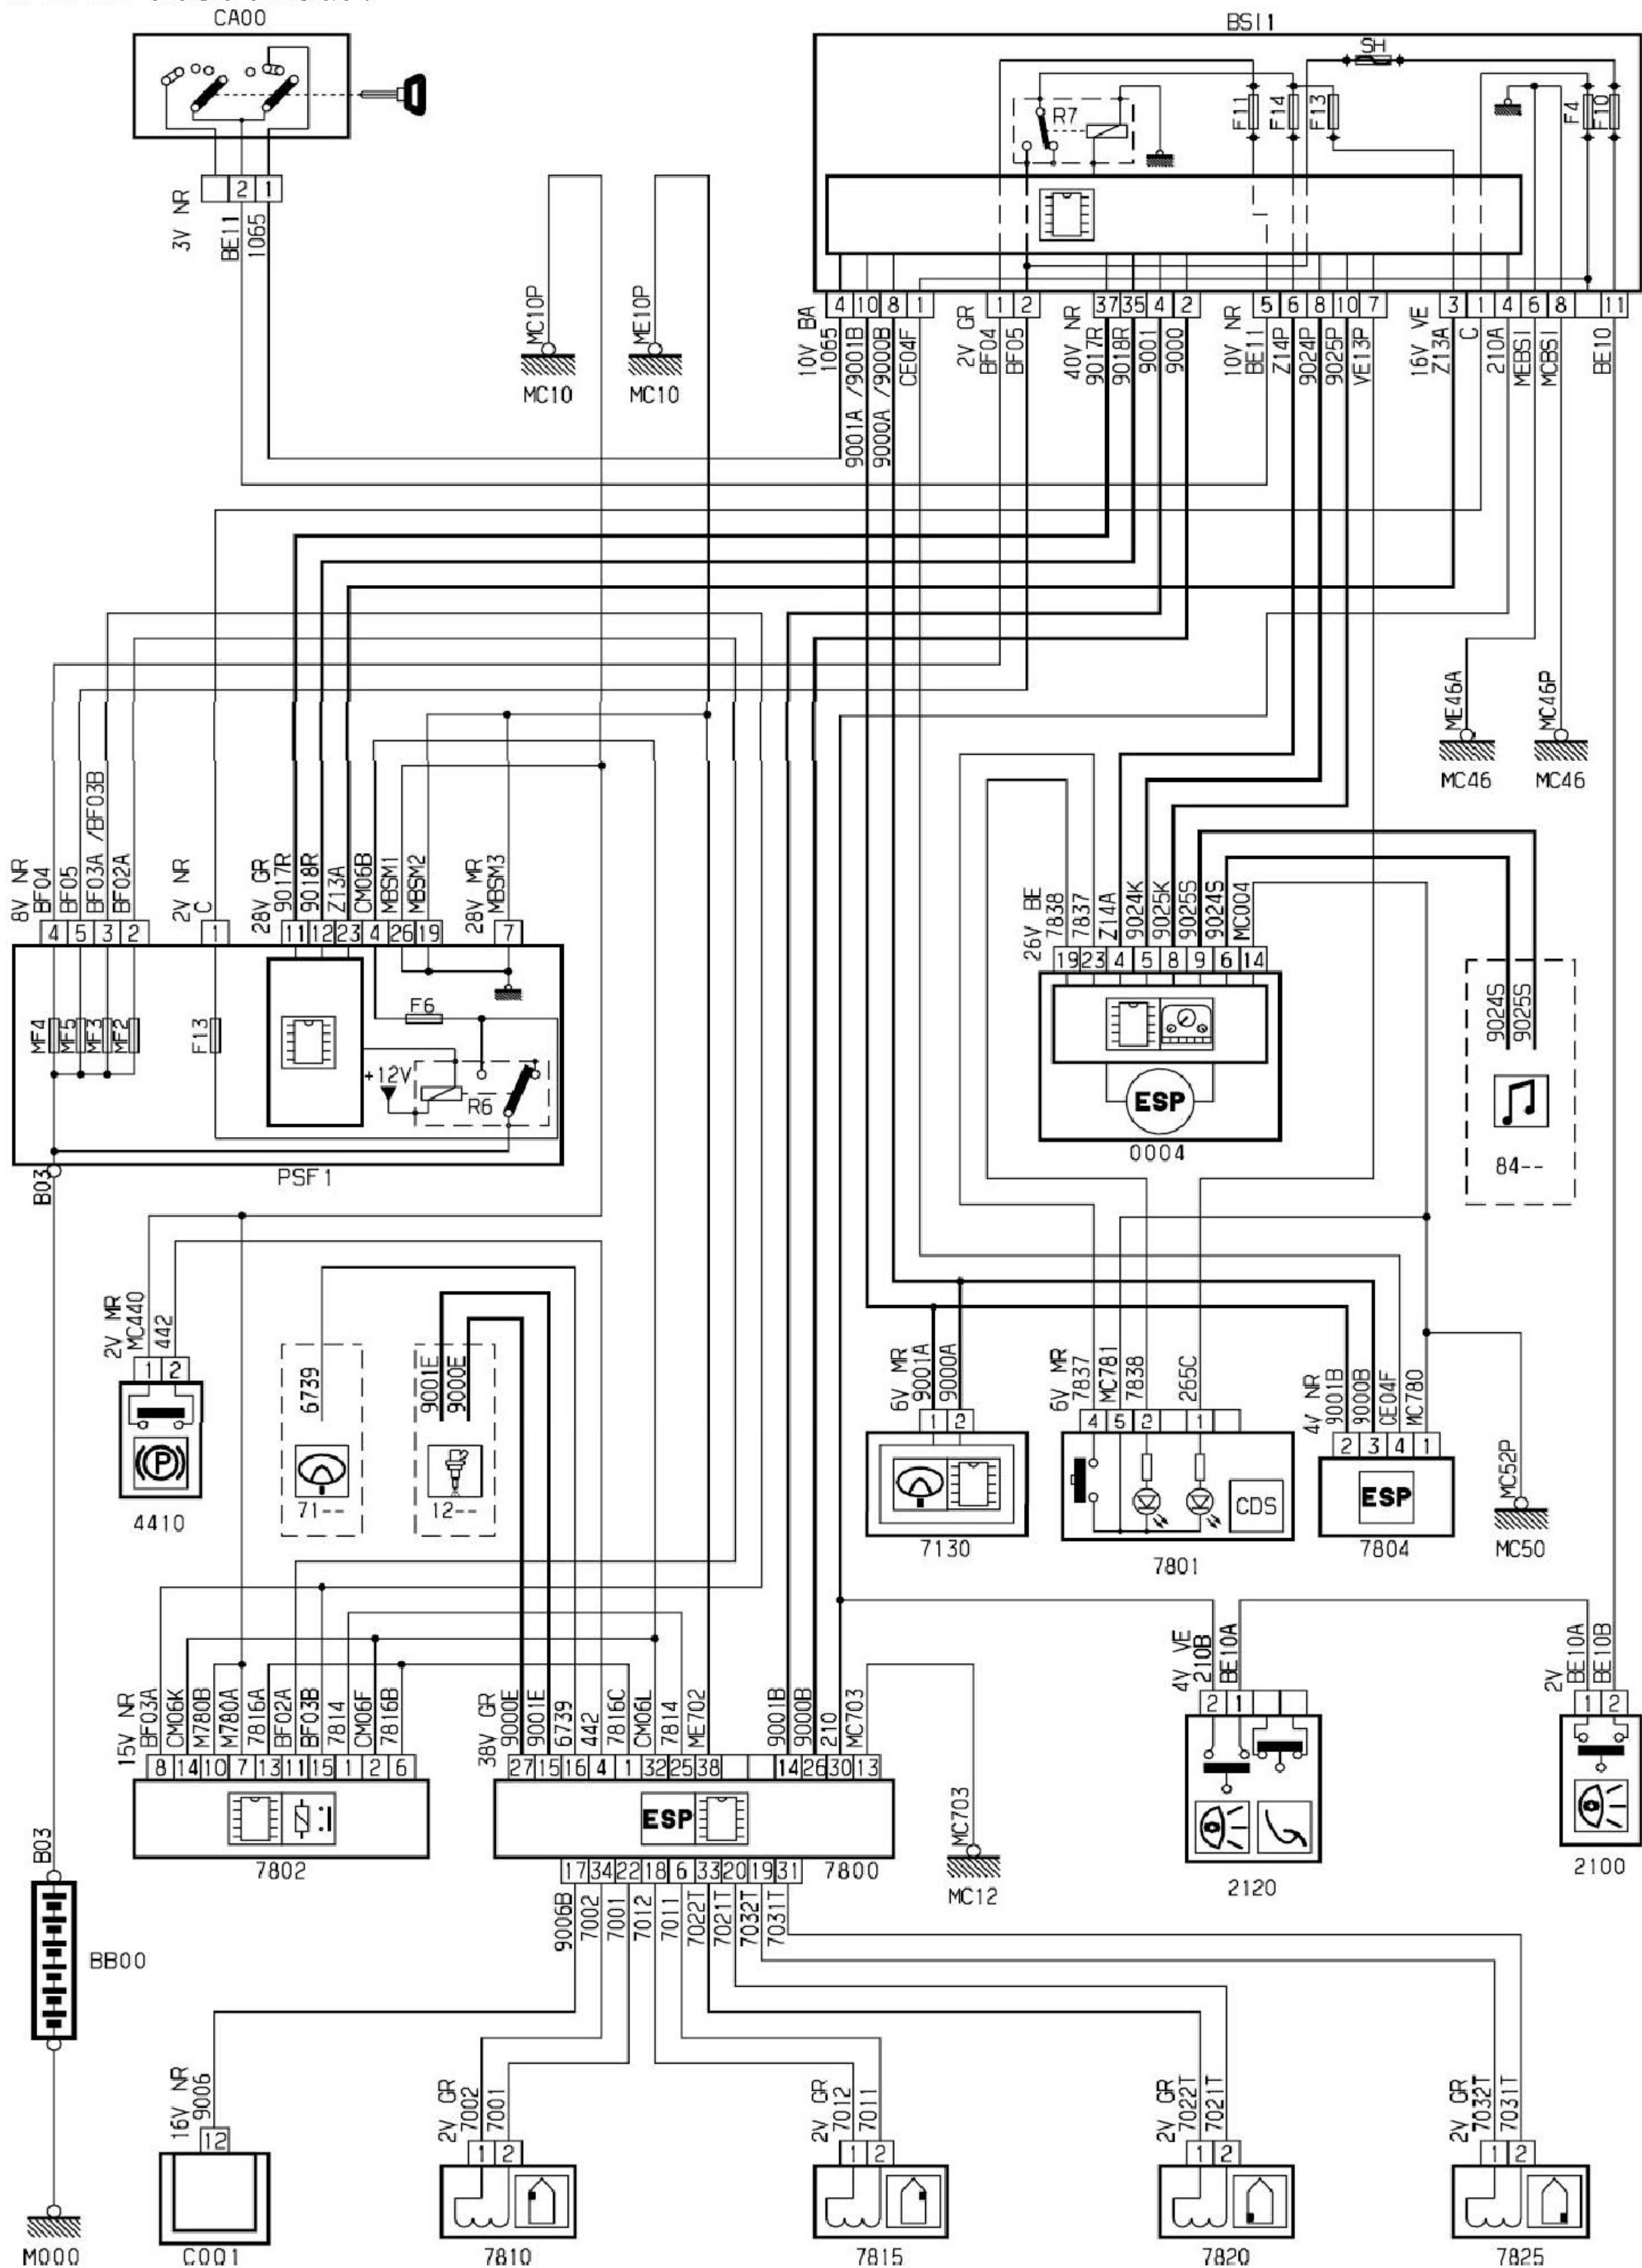 CA00
BSI1
SH
R7
F11
F14
F13
F4
F10
2 1
3V NR
BE11
1065
MC10P
MC10
ME10P
MC10
4 10 8 1
1 2
37 35 4 2
5 6 8 10 7
3 1 4 6 8 11
10V BA
1065
9001A /9001B
9000A /9000B
CE04F
2V GR
BF04
BF05
40V NR
9017R
9018R
9001
9000
10V NR
BE11
Z14P
9024P
9025P
VE13P
16V VE
Z13A
C
210A
MEBSI
MCBSI
BE10
ME46A
MC46
MC46P
MC46
8V NR
BF04
BF05
BF03A /BF03B
BF02A
2V NR
C
28V GR
9017R
9018R
Z13A
CM06B
MBSM1
MBSM2
28V MR
MBSM3
4 5 3 2
1
11 12 23 4 26 19
7
MF4
MF5
MF3
MF2
F13
F6
+12V
R6
PSF1
B03
26V BE
7838
7837
Z14A
9024K
9025K
9025S
9024S
MC004
19 23 4 5 8 9 6 14
ESP
0004
9024S
9025S
84--
2V MR
MC440
442
1 2
P
4410
6739
71--
9001E
9000E
12--
6V MR
9001A
9000A
1 2
7130
6V MR
7837
MC781
7838
265C
4 5 2 1
CDS
7801
4V NR
9001B
9000B
CE04F
MC780
2 3 4 1
ESP
7804
MC52P
MC50
15V NR
BF03A
CM06K
M780B
M780A
7816A
BF02A
BF03B
7814
CM06F
7816B
8 14 10 7 13 11 15 1 2 6
7802
38V GR
9000E
9001E
6739
442
7816C
CM06L
7814
ME702
9001B
9000B
210
MC703
27 15 16 4 1 32 25 38 14 26 30 13
ESP
7800
17 34 22 18 6 33 20 19 31
9006B
7002
7001
7012
7011
7022T
7021T
7032T
7031T
MC703
MC12
4V VE
210B
BE10A
2 1
2120
2V
BE10A
BE10B
1 2
2100
B03
BB00
M000
16V NR
9006
12
C001
2V GR
7002
7001
1 2
7810
2V GR
7012
7011
1 2
7815
2V GR
7022T
7021T
1 2
7820
2V GR
7032T
7031T
1 2
7825